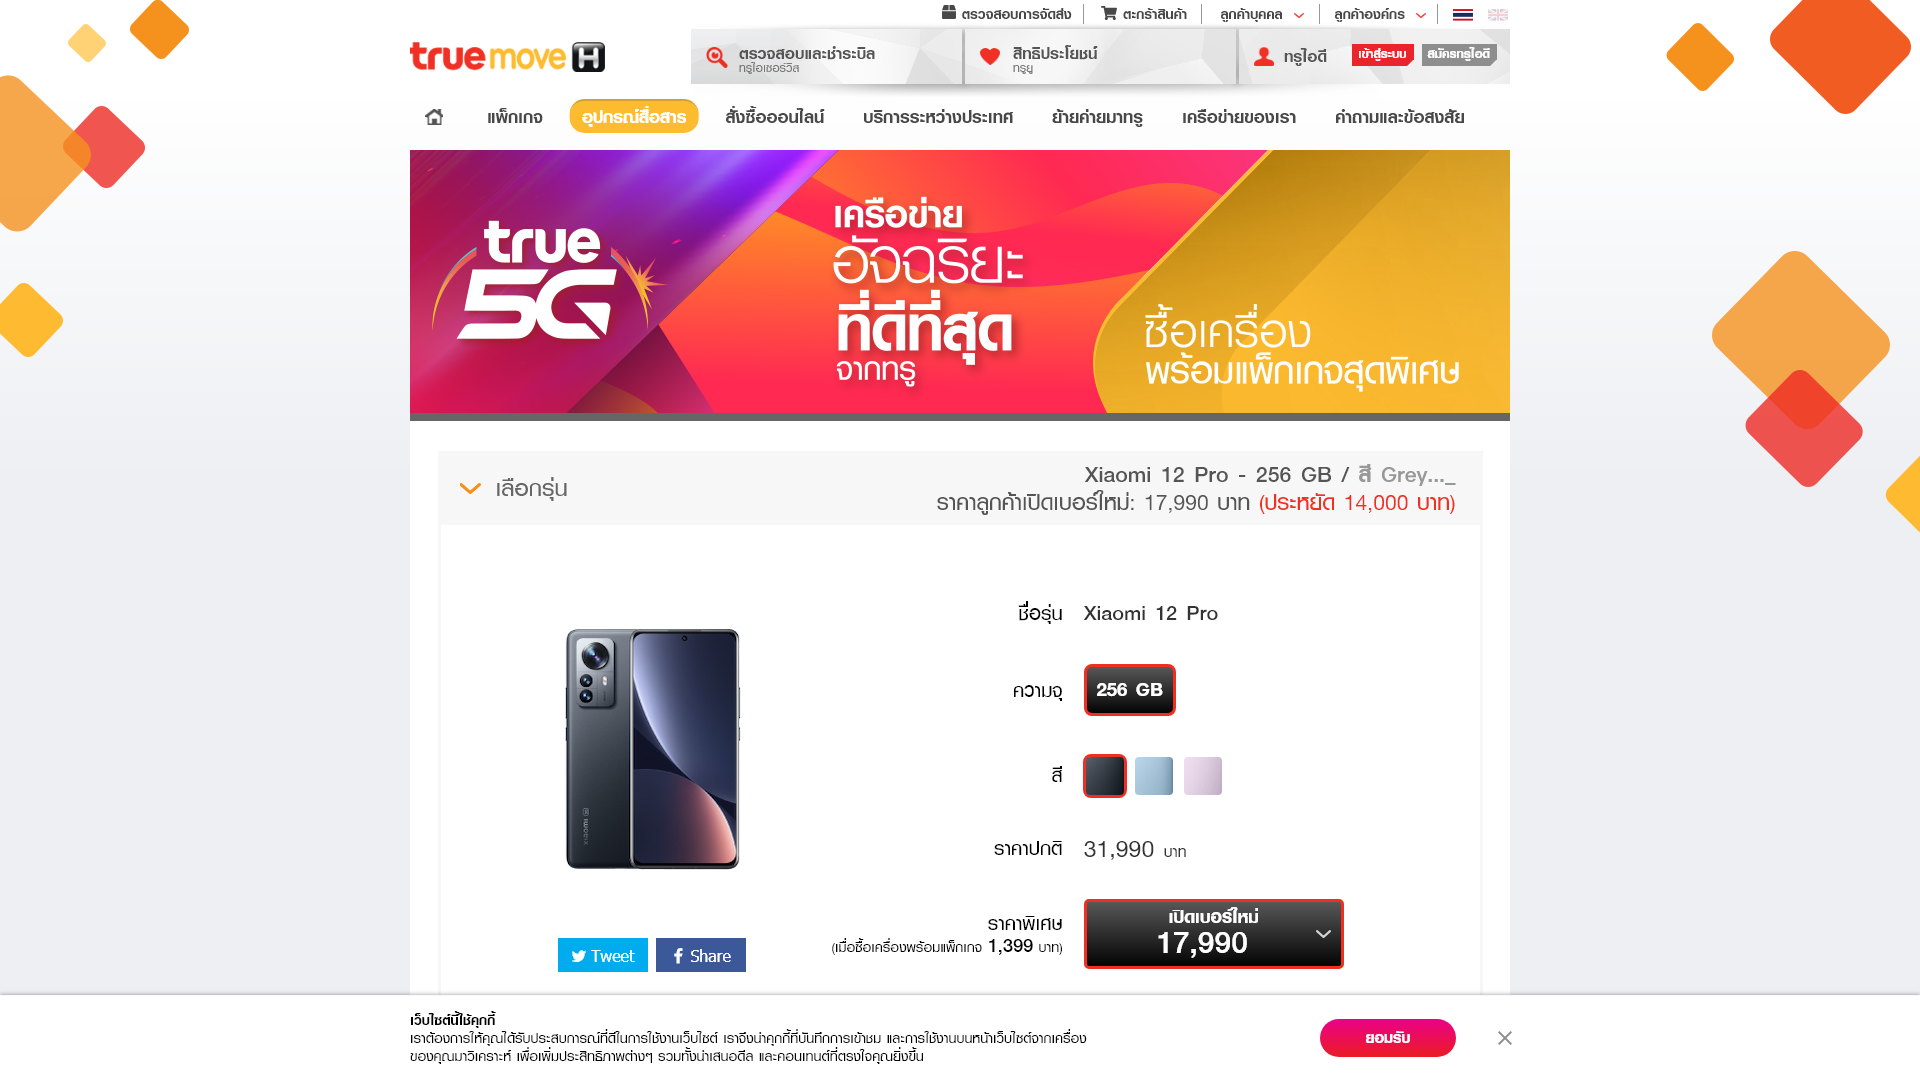 ตรวจสอบการจัดส่ง
ตะกร้าสินค้า
ลูกค้าบุคคล
ลูกค้าองค์กร
true move H
ตรวจสอบและชำระบิล
ทรูไอเซอร์วิส
สิทธิประโยชน์
ทรูยู
ทรูไอดี
เข้าสู่ระบบ
สมัครทรูไอดี
แพ็กเกจ
อุปกรณ์สื่อสาร
สั่งซื้อออนไลน์
บริการระหว่างประเทศ
ย้ายค่ายมาทรู
เครือข่ายของเรา
คำถามและข้อสงสัย
true
5G
เครือข่าย
อัจฉริยะ
ที่ดีที่สุด
จากทรู
ซื้อเครื่อง
พร้อมแพ็กเกจสุดพิเศษ
เลือกรุ่น
Xiaomi 12 Pro - 256 GB / สี Grey..._
ราคาลูกค้าเปิดเบอร์ใหม่: 17,990 บาท (ประหยัด 14,000 บาท)
ชื่อรุ่น Xiaomi 12 Pro
ความจุ 256 GB
สี
ราคาปกติ 31,990 บาท
ราคาพิเศษ
(เมื่อซื้อเครื่องพร้อมแพ็กเกจ 1,399 บาท)
เปิดเบอร์ใหม่
17,990
Tweet
Share
เว็บไซต์นี้ใช้คุกกี้
เราต้องการให้คุณได้รับประสบการณ์ที่ดีในการใช้งานเว็บไซต์ เราจึงนำคุกกี้ที่บันทึกการเข้าชม และการใช้งานบนหน้าเว็บไซต์จากเครื่อง
ของคุณมาวิเคราะห์ เพื่อเพิ่มประสิทธิภาพต่างๆ รวมทั้งนำเสนอดีล และคอนเทนต์ที่ตรงใจคุณยิ่งขึ้น
ยอมรับ